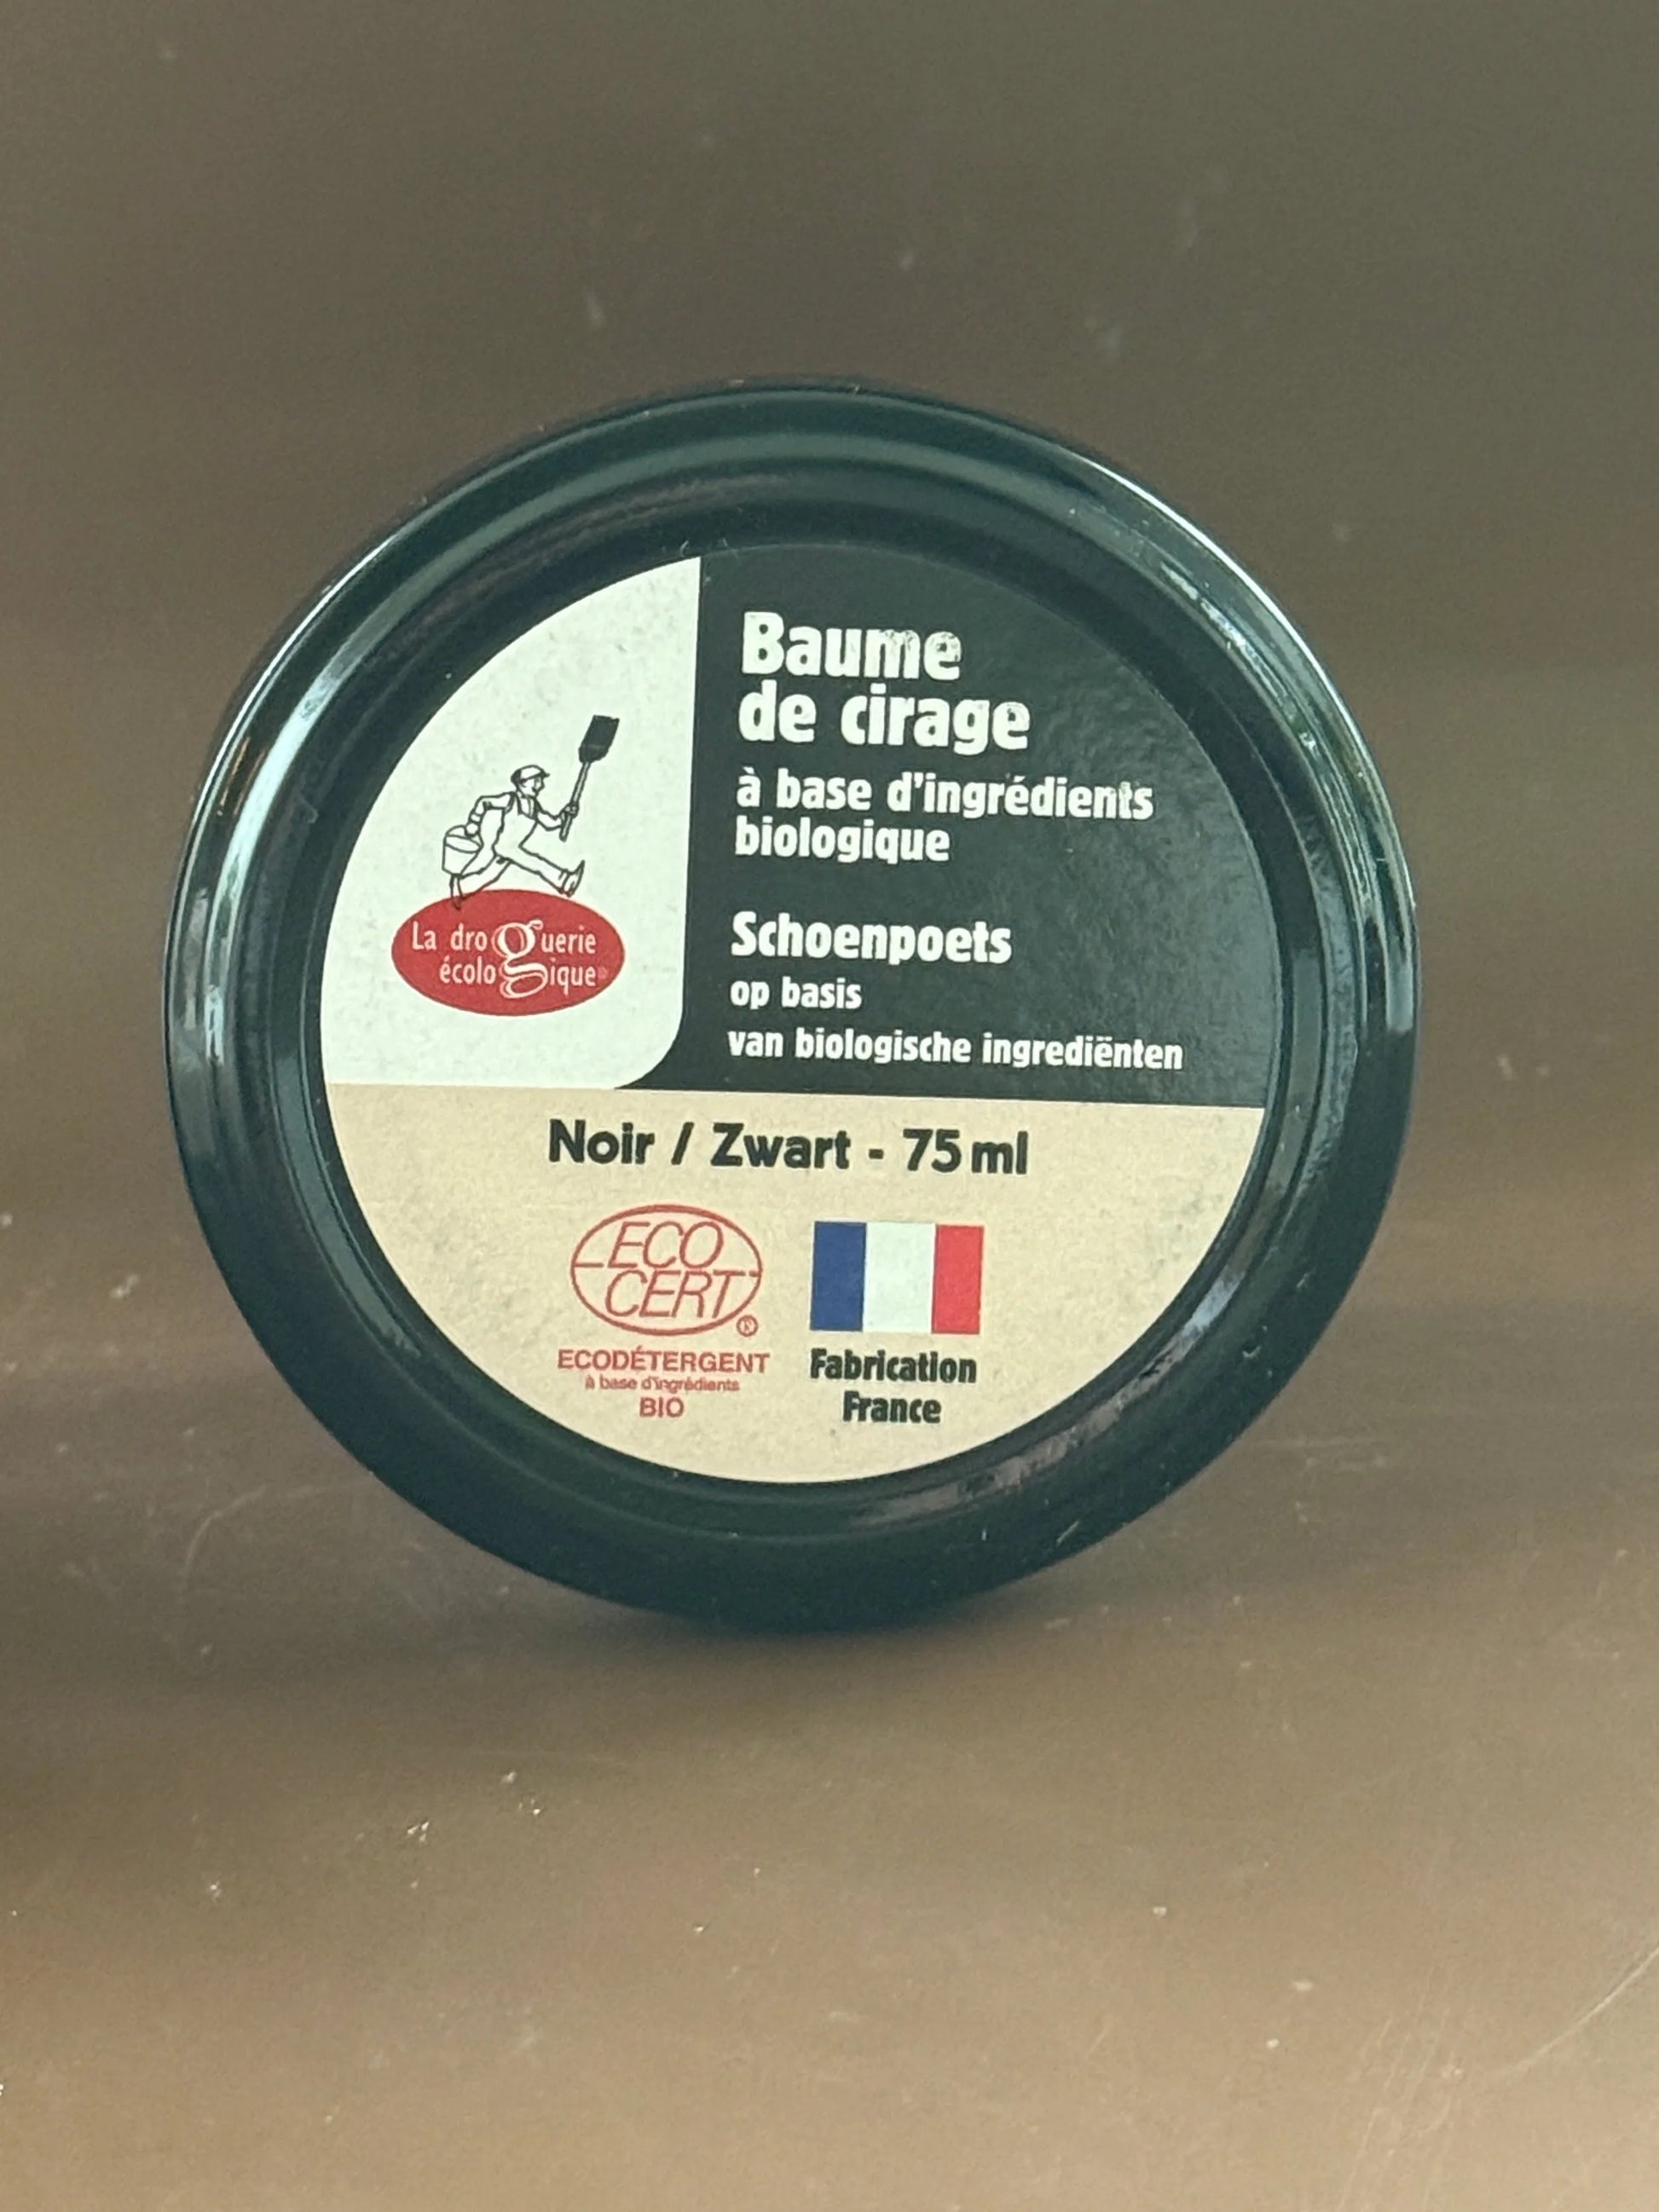 Baume
de cirage
à base d'ingrédients
biologique
Schoenpoets
op basis
van biologische ingrediënten
La droguerie
écologique®
Noir / Zwart - 75 ml
ECO
CERT
®
ECODÉTERGENT
à base d'ingrédients
BIO
Fabrication
France